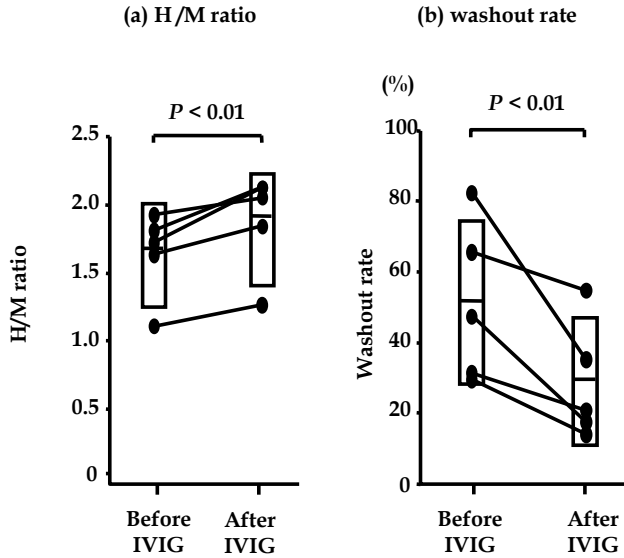 (a) H/M ratio
P < 0.01
2.5
2.0
1.5
1.0
0.5
0
H/M ratio
Before IVIG
After IVIG
(b) washout rate
(%)
P < 0.01
100
80
60
40
20
0
Washout rate
Before IVIG
After IVIG